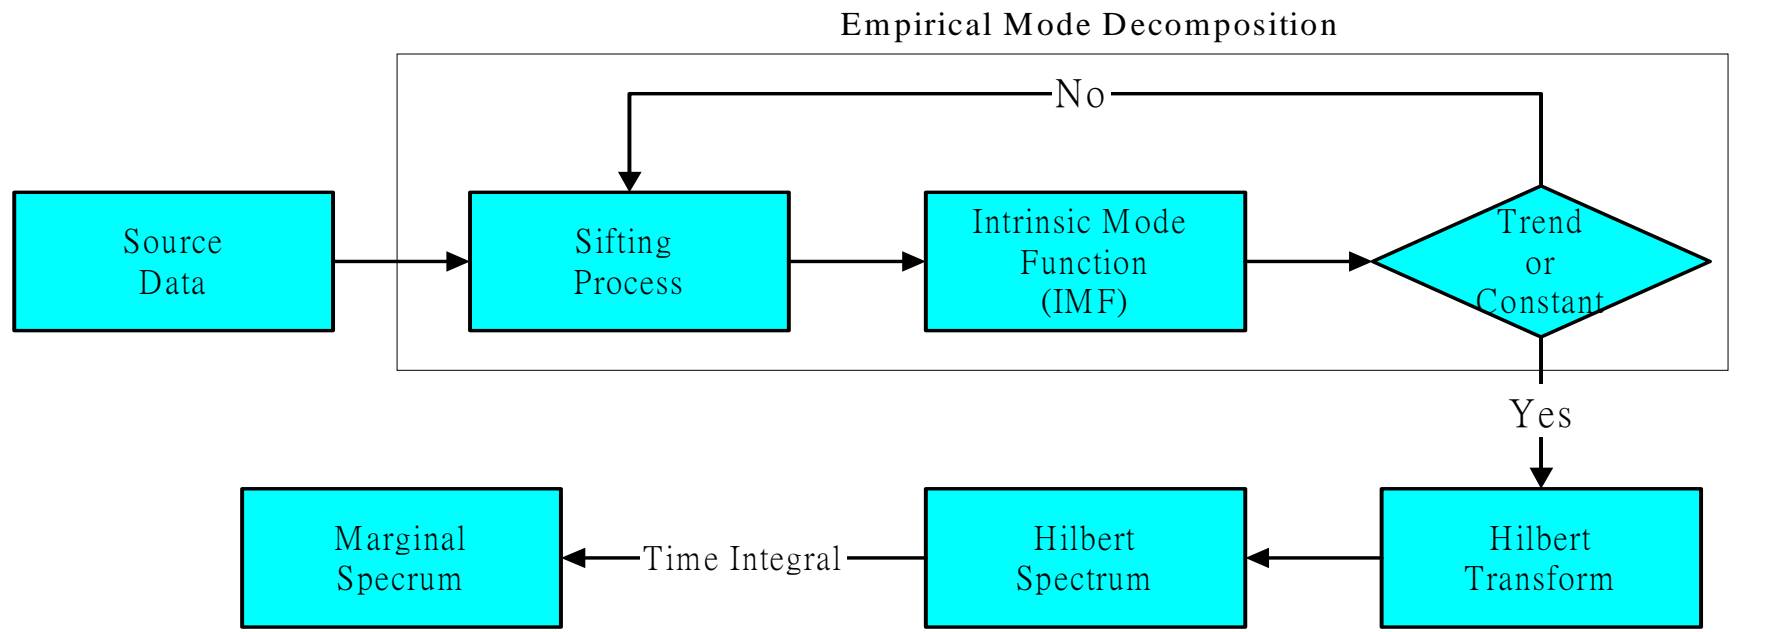 Empirical Mode Decomposition
No
Source
Data
Sifting
Process
Intrinsic Mode
Function
(IMF)
Trend
or
Constant
Yes
Marginal
Specrum
Time Integral
Hilbert
Spectrum
Hilbert
Transform